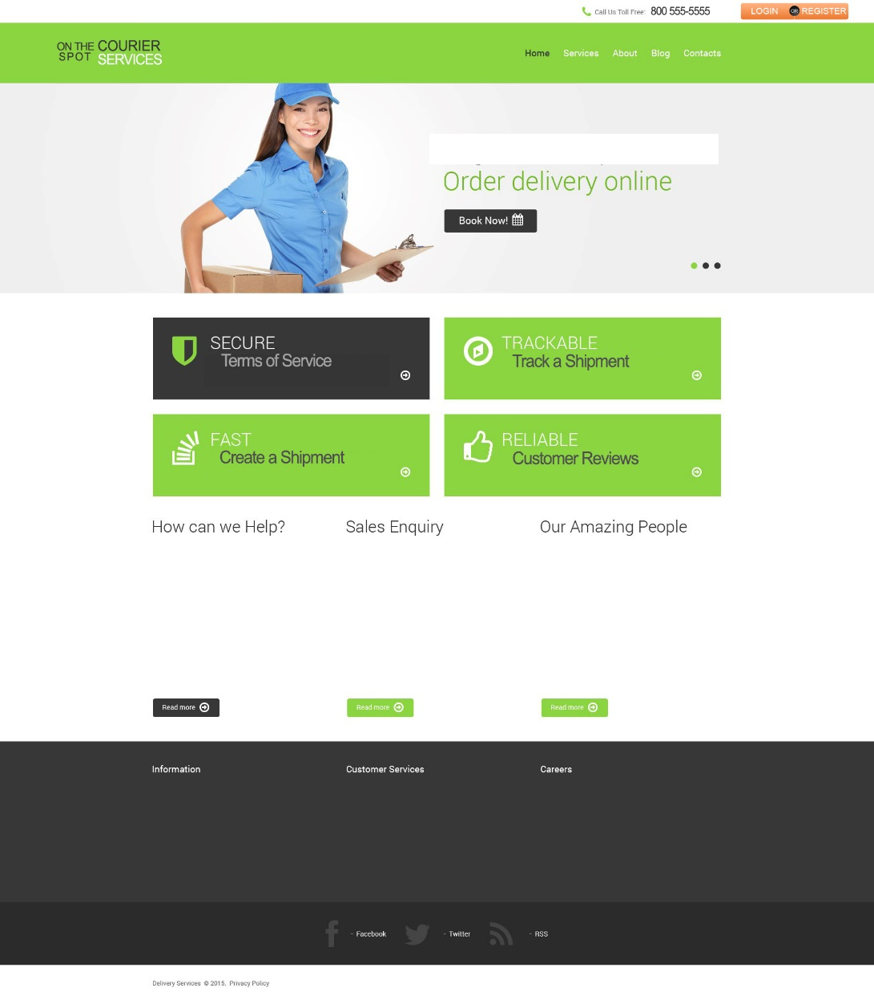 Call Us Toll Free: 800 555-5555
LOGIN OR REGISTER
ON THE SPOT
COURIER SERVICES
Home Services About Blog Contacts
Order delivery online
Book Now!
SECURE
Terms of Service
TRACKABLE
Track a Shipment
FAST
Create a Shipment
RELIABLE
Customer Reviews
How can we Help?
Sales Enquiry
Our Amazing People
Read more
Read more
Read more
Information
Customer Services
Careers
- Facebook
- Twitter
- RSS
Delivery Services © 2015. Privacy Policy